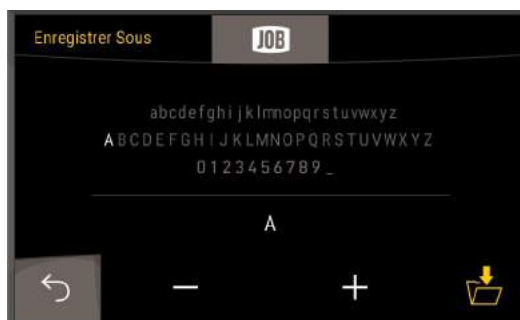 Enregistrer Sous
JOB
abcdefghijklmnopqrstuvwxyz
ABCDEFGHIJKLMNOPQRSTUVWXYZ
0123456789_
A